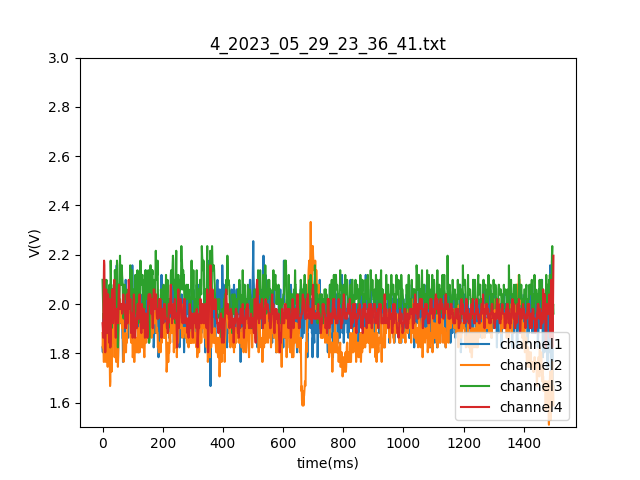 4_2023_05_29_23_36_41.txt
V(V)
3.0
2.8
2.6
2.4
2.2
2.0
1.8
1.6
0 200 400 600 800 1000 1200 1400
time(ms)
channel1
channel2
channel3
channel4